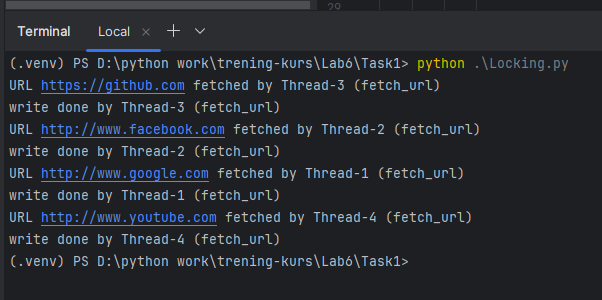 29
Terminal Local × + ⌄
(.venv) PS D:\python work\trening-kurs\Lab6\Task1> python .\Locking.py
URL https://github.com fetched by Thread-3 (fetch_url)
write done by Thread-3 (fetch_url)
URL http://www.facebook.com fetched by Thread-2 (fetch_url)
write done by Thread-2 (fetch_url)
URL http://www.google.com fetched by Thread-1 (fetch_url)
write done by Thread-1 (fetch_url)
URL http://www.youtube.com fetched by Thread-4 (fetch_url)
write done by Thread-4 (fetch_url)
(.venv) PS D:\python work\trening-kurs\Lab6\Task1>